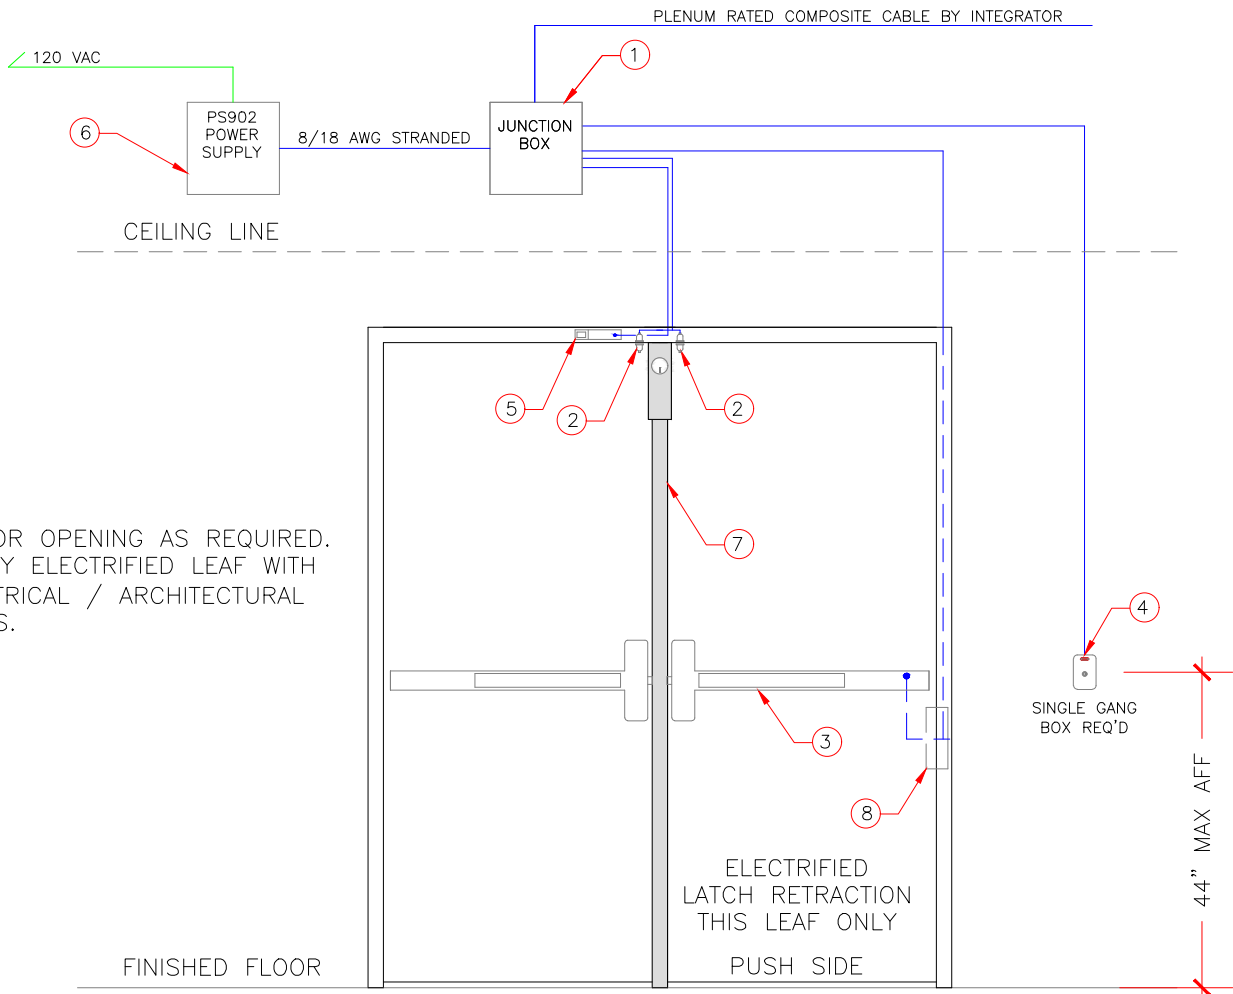 PLENUM RATED COMPOSITE CABLE BY INTEGRATOR
120 VAC
1
PS902
POWER
SUPPLY
6
8/18 AWG STRANDED
JUNCTION
BOX
CEILING LINE
5
2
2
OR OPENING AS REQUIRED.
Y ELECTRIFIED LEAF WITH
TRICAL / ARCHITECTURAL
S.
7
4
SINGLE GANG
BOX REQ'D
3
8
44" MAX AFF
ELECTRIFIED
LATCH RETRACTION
THIS LEAF ONLY
FINISHED FLOOR
PUSH SIDE